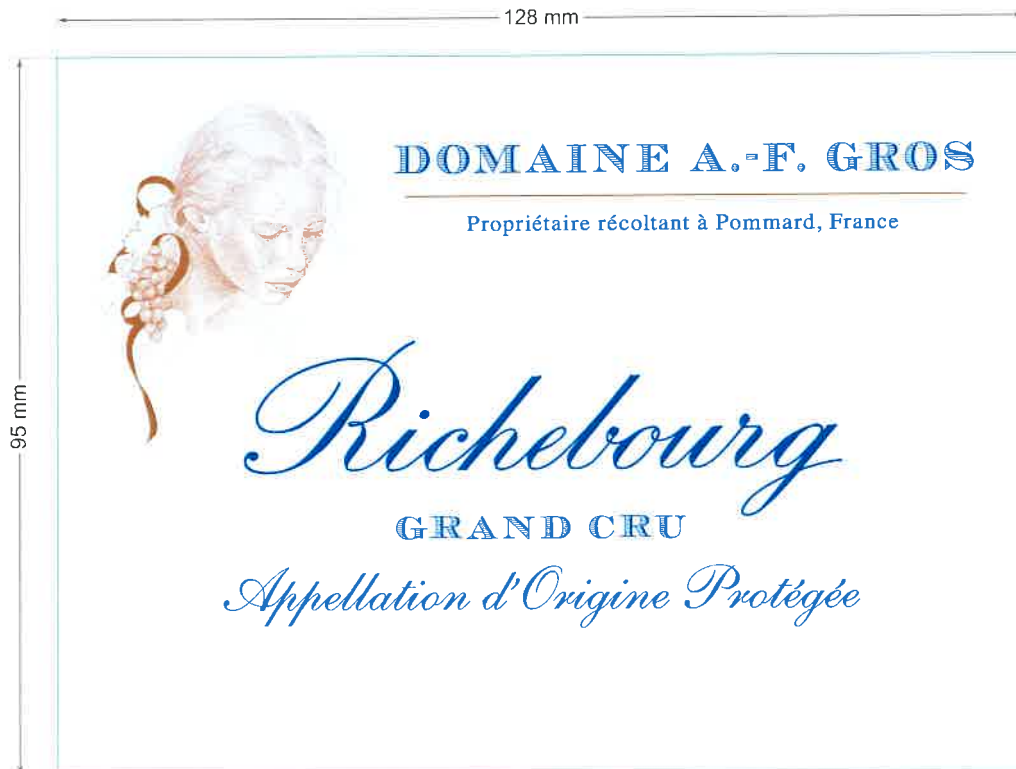 128 mm
95 mm
DOMAINE A.-F. GROS
Propriétaire récoltant à Pommard, France
Richebourg
GRAND CRU
Appellation d'Origine Protégée